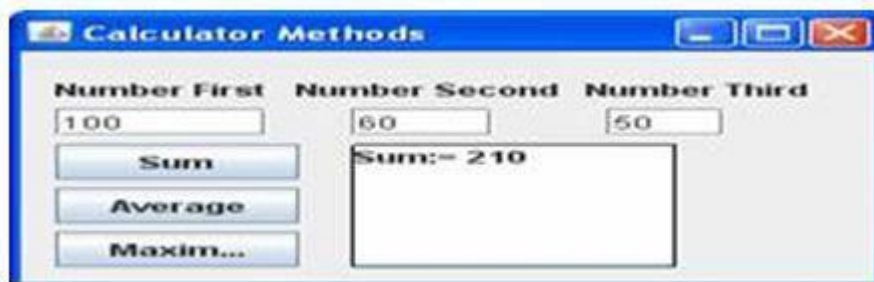 Calculator Methods
Number First Number Second Number Third
100 60 50
Sum
Sum:= 210
Average
Maxim...